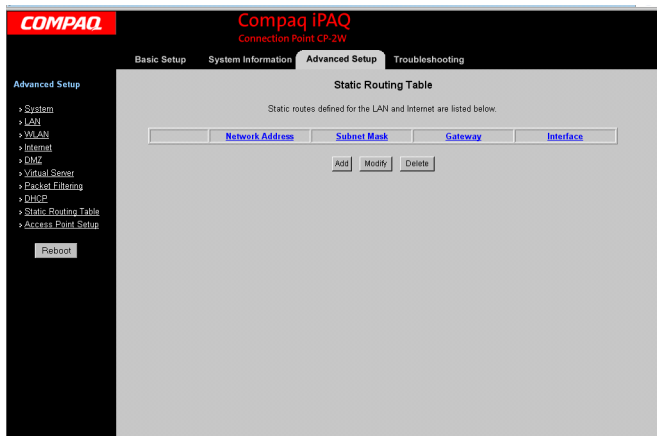 COMPAQ
Compaq iPAQ
Connection Point CP-2W
Basic Setup System Information Advanced Setup Troubleshooting
Advanced Setup
> System
> LAN
> WLAN
> Internet
> DMZ
> Virtual Server
> Packet Filtering
> DHCP
> Static Routing Table
> Access Point Setup
Reboot
Static Routing Table
Static routes defined for the LAN and Internet are listed below.
Network Address Subnet Mask Gateway Interface
Add Modify Delete